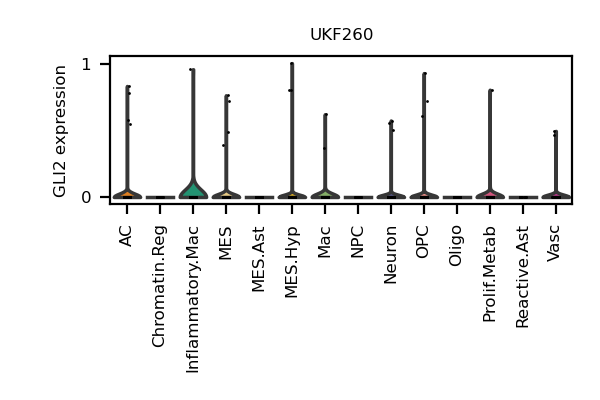 UKF260
GLI2 expression
1
0
AC
Chromatin.Reg
Inflammatory.Mac
MES
MES.Ast
MES.Hyp
Mac
NPC
Neuron
OPC
Oligo
Prolif.Metab
Reactive.Ast
Vasc